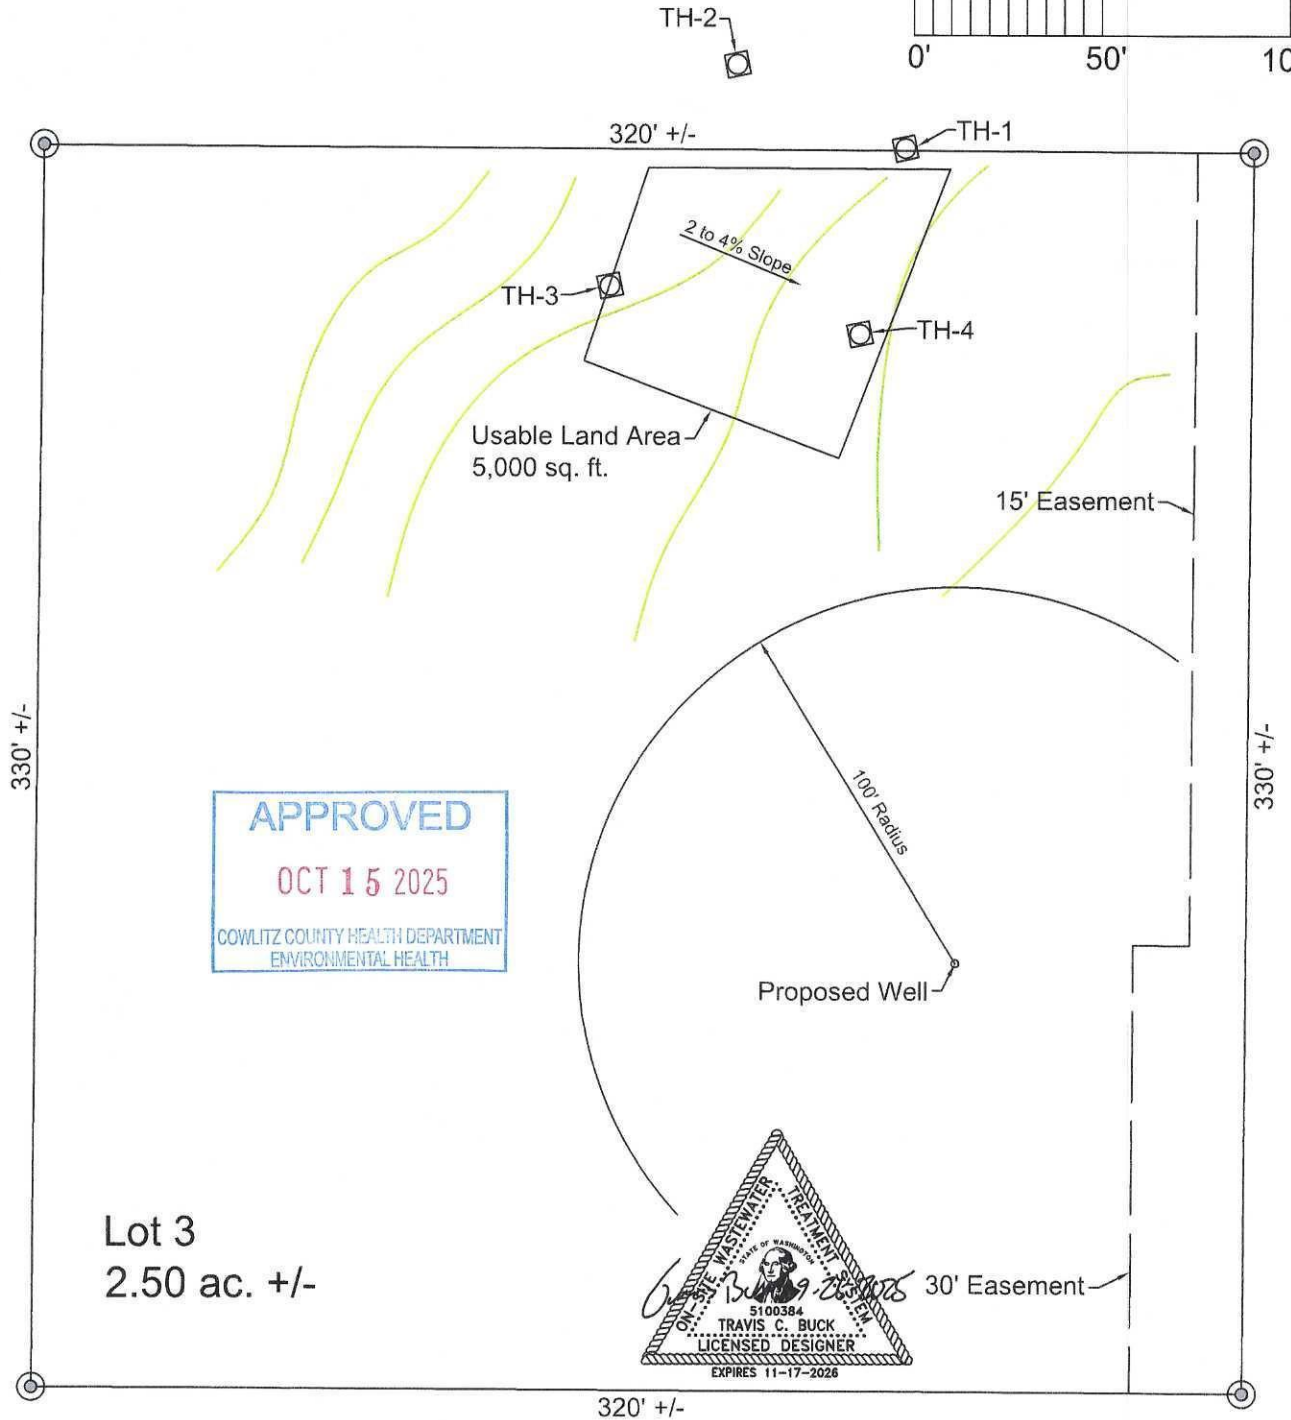 TH-2
0'
50'
10
320' +/-
TH-1
2 to 4% Slope
TH-3
TH-4
Usable Land Area
5,000 sq. ft.
15' Easement
330' +/-
330' +/-
100' Radius
APPROVED
OCT 15 2025
COWLITZ COUNTY HEALTH DEPARTMENT
ENVIRONMENTAL HEALTH
Proposed Well
Lot 3
2.50 ac. +/-
ON-SITE WASTEWATER TREATMENT SYSTEM
STATE OF WASHINGTON
5100384
TRAVIS C. BUCK
LICENSED DESIGNER
EXPIRES 11-17-2026
30' Easement
320' +/-